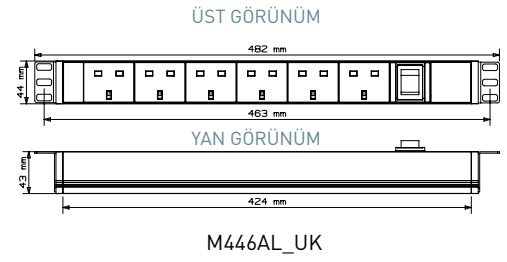 ÜST GÖRÜNÜM
482 mm
44 mm
463 mm
YAN GÖRÜNÜM
43 mm
424 mm
M446AL_UK